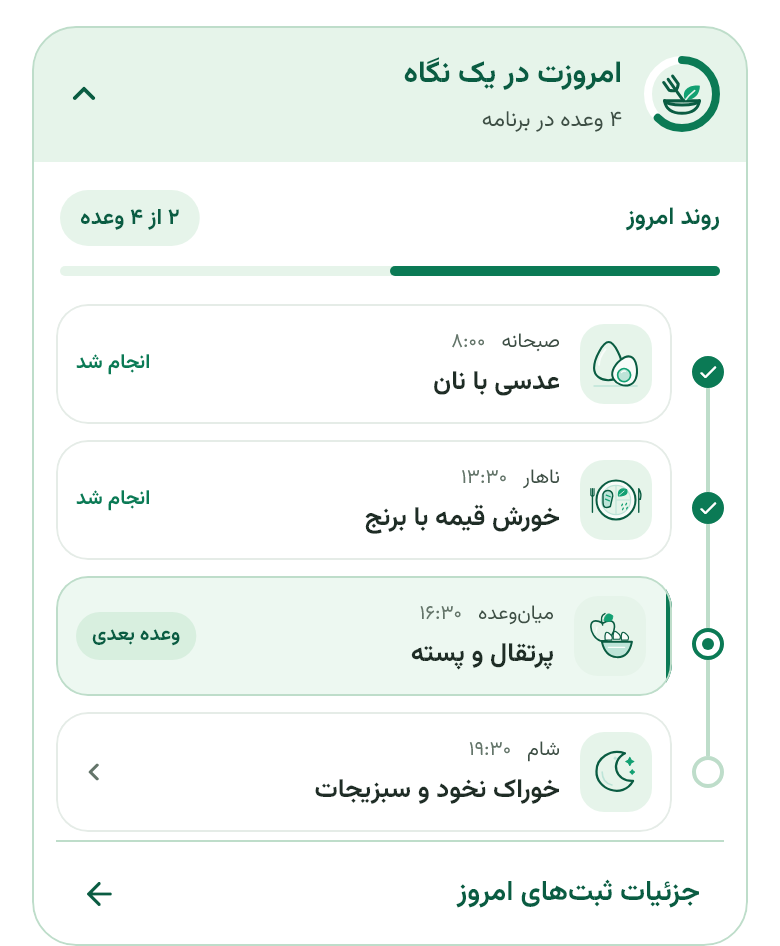 امروزت در یک نگاه
۴ وعده در برنامه
روند امروز
۲ از ۴ وعده
صبحانه ۸:۰۰
عدسی با نان
انجام شد
ناهار ۱۳:۳۰
خورش قیمه با برنج
انجام شد
میان‌وعده ۱۶:۳۰
پرتقال و پسته
وعده بعدی
شام ۱۹:۳۰
خوراک نخود و سبزیجات
جزئیات ثبت‌های امروز